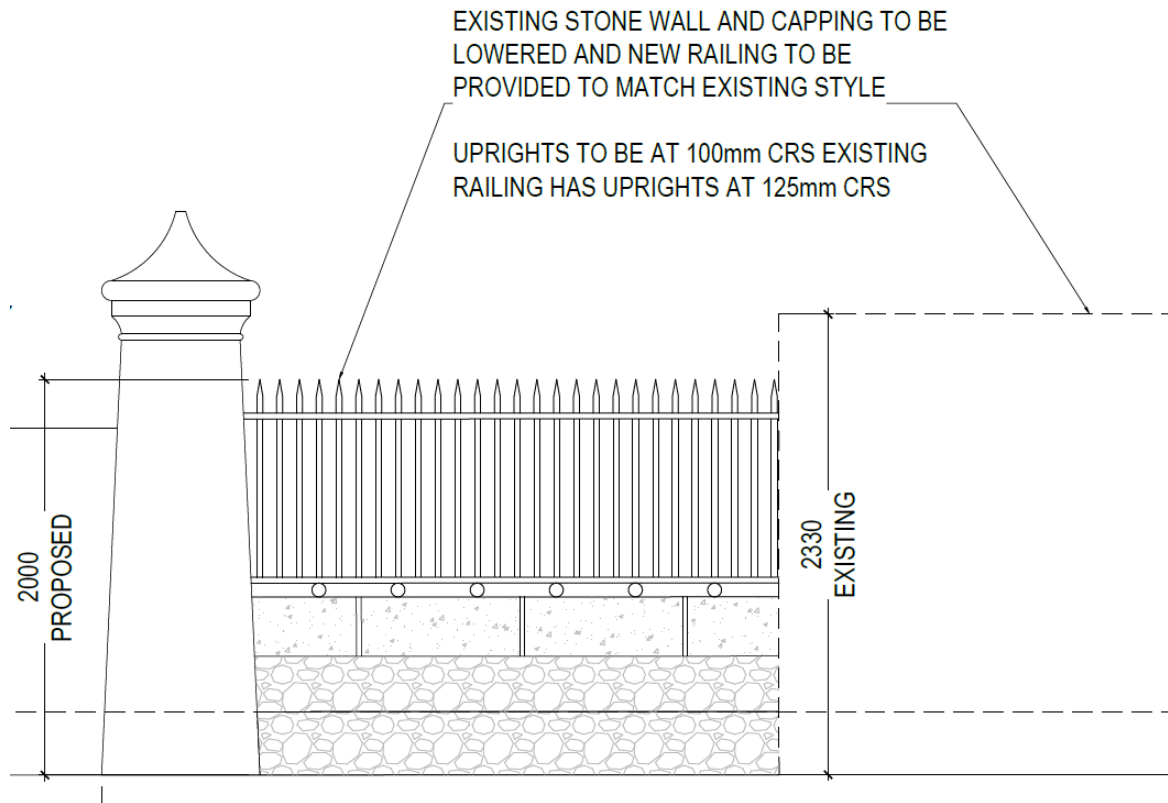 EXISTING STONE WALL AND CAPPING TO BE
LOWERED AND NEW RAILING TO BE
PROVIDED TO MATCH EXISTING STYLE
UPRIGHTS TO BE AT 100mm CRS EXISTING
RAILING HAS UPRIGHTS AT 125mm CRS
2000
PROPOSED
2330
EXISTING